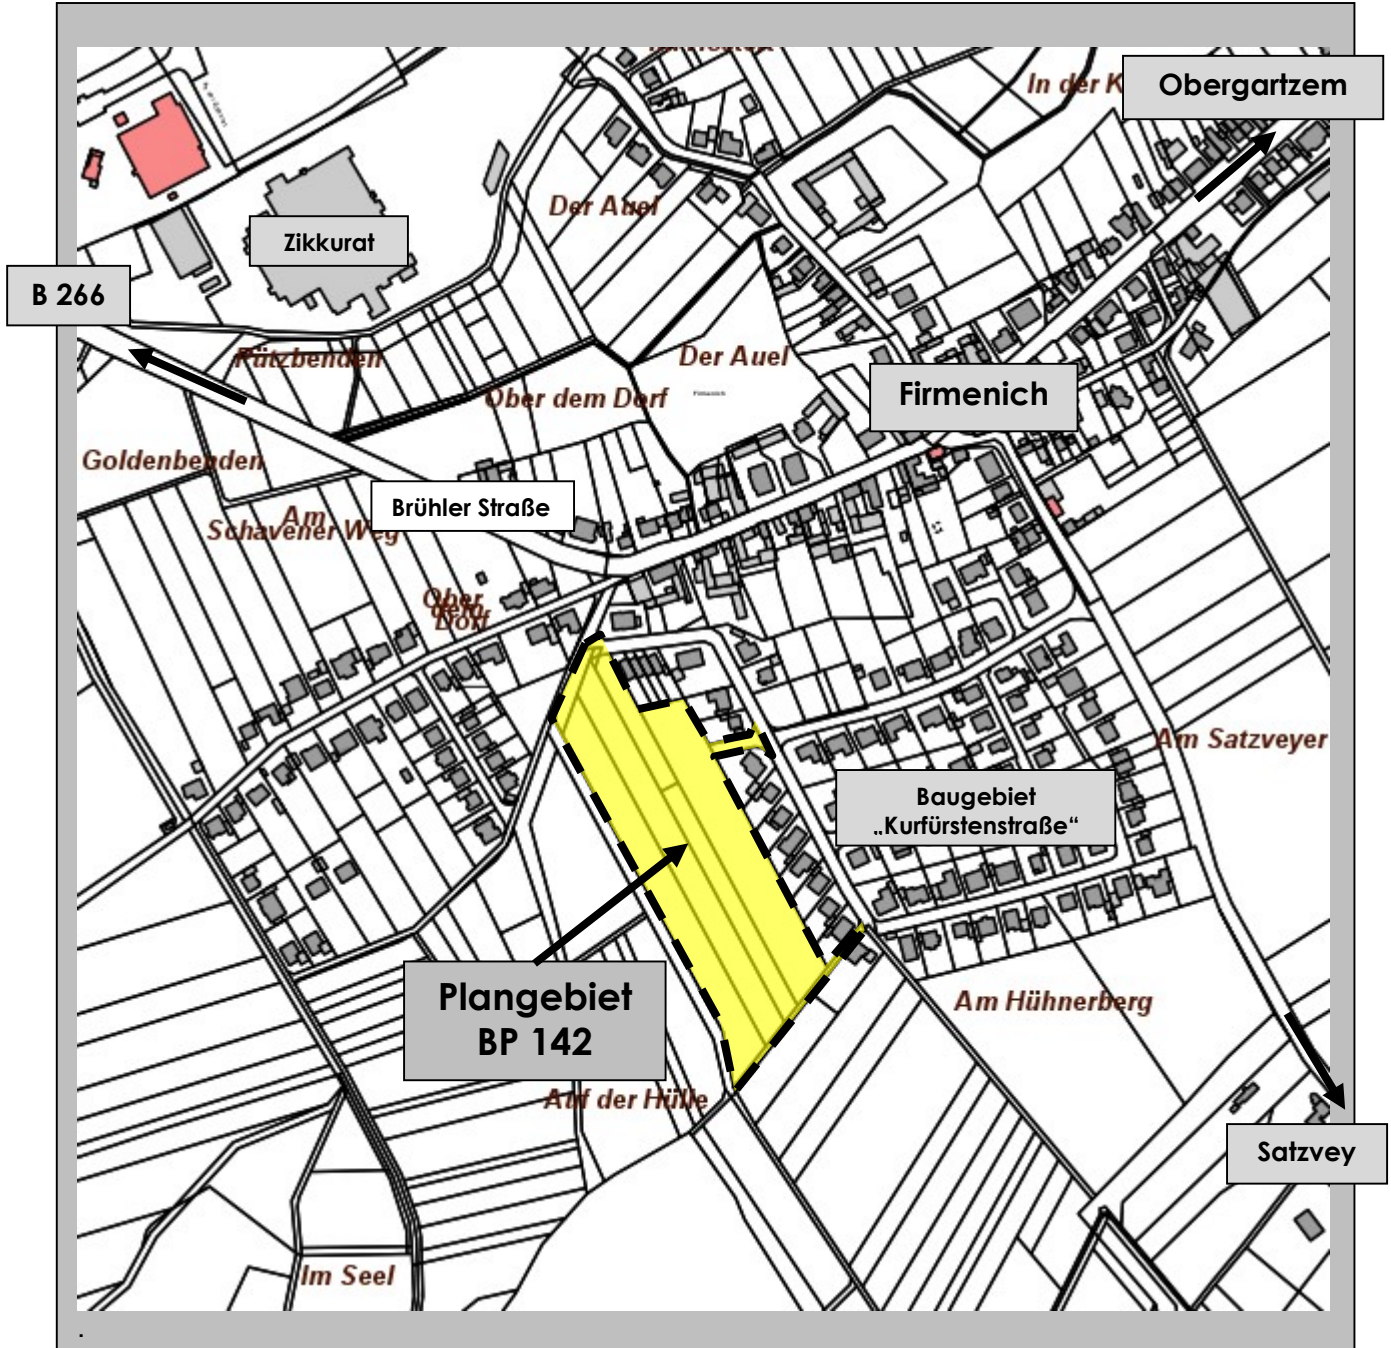 In der K
Obergartzem
Der Auel
Zikkurat
B 266
Pützbenden
Der Auel
Ober dem Dorf
Firmenich
Firmenich
Goldenbenden
Brühler Straße
Am
Schavener Weg
Ober
dem
Dorf
Am Satzveyer
Baugebiet
„Kurfürstenstraße“
Plangebiet
BP 142
Am Hühnerberg
Auf der Hülle
Satzvey
Im Seel
.